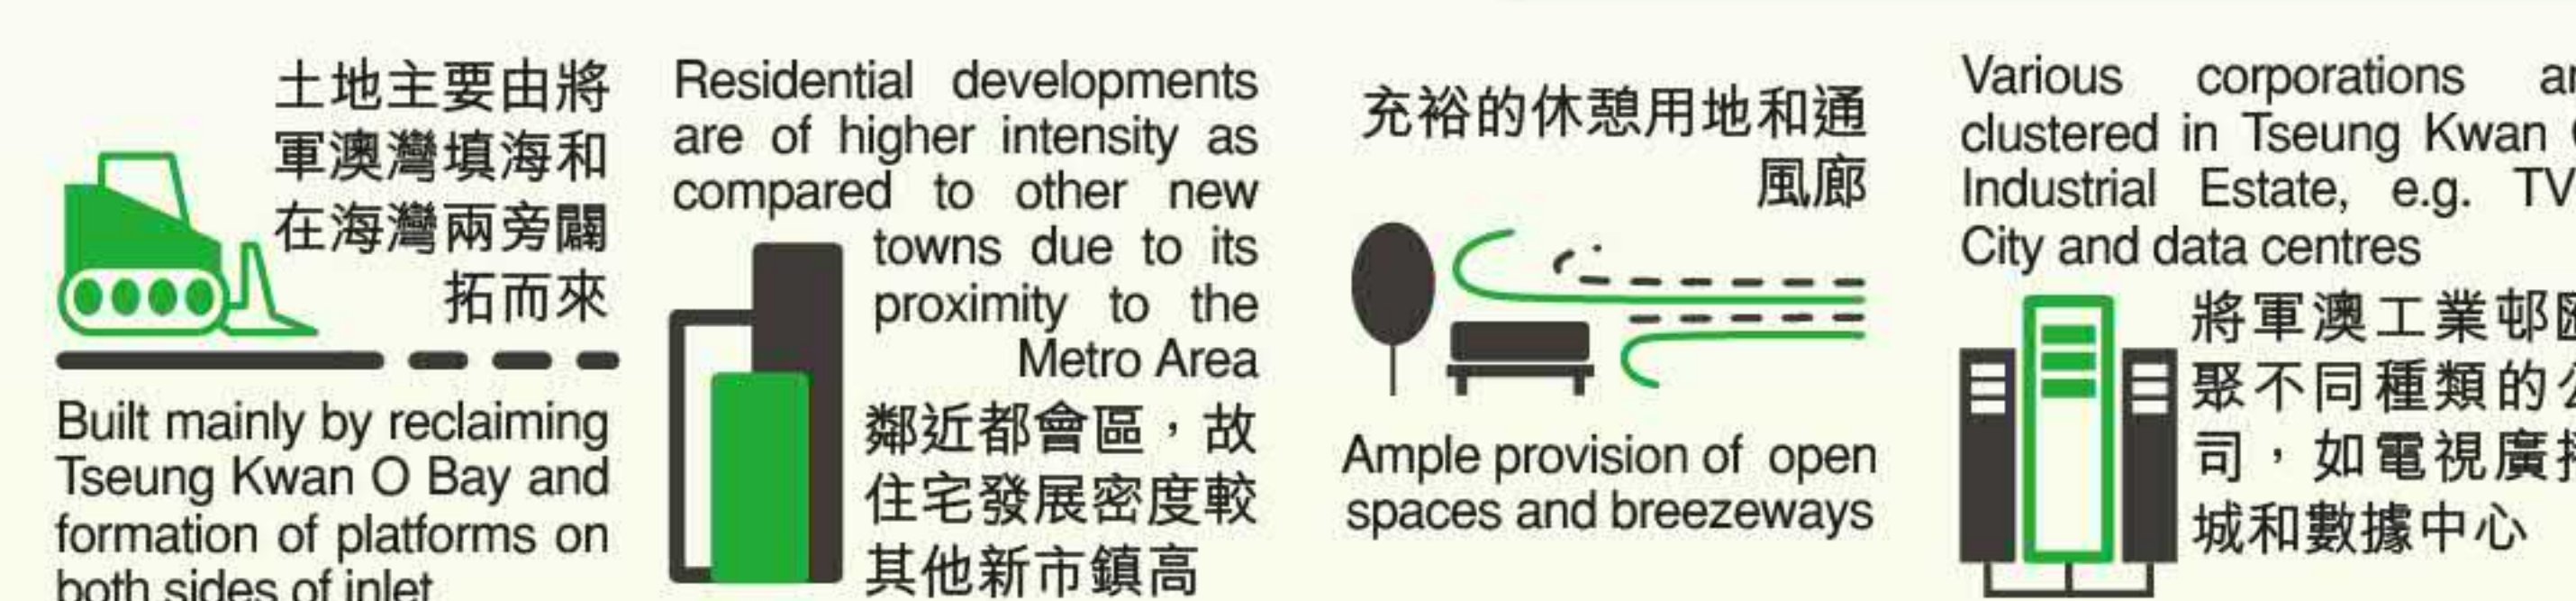 土地主要由將
軍澳灣填海和
在海灣兩旁闢
拓而來
Built mainly by reclaiming
Tseung Kwan O Bay and
formation of platforms on
both sides of inlet
Residential developments
are of higher intensity as
compared to other new
towns due to its
proximity to the
Metro Area
鄰近都會區，故
住宅發展密度較
其他新市鎮高
充裕的休憩用地和通
風廊
Ample provision of open
spaces and breezeways
Various corporations
clustered in Tseung Kwan
Industrial Estate, e.g. TV
City and data centres
將軍澳工業邨
聚不同種類的
司，如電視廣
城和數據中心